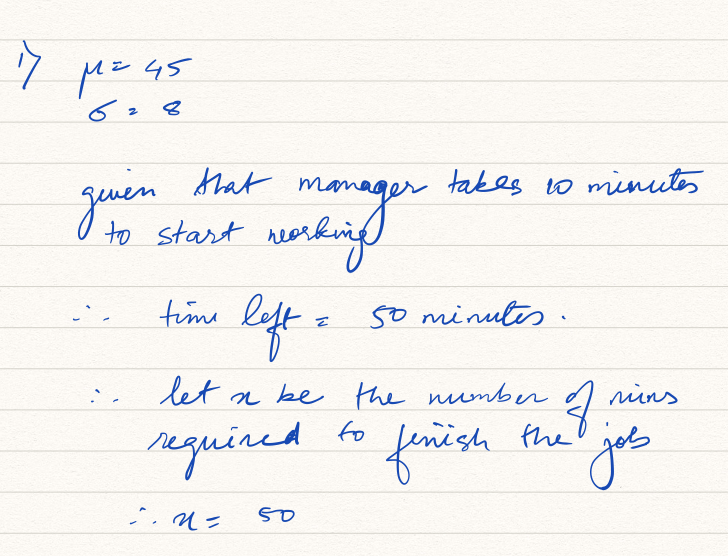 1)
μ = 45
σ = 8
given that manager takes 10 minutes
to start working
∴ time left = 50 minutes.
∴ let x be the number of mins
required to finish the job
∴ x = 50